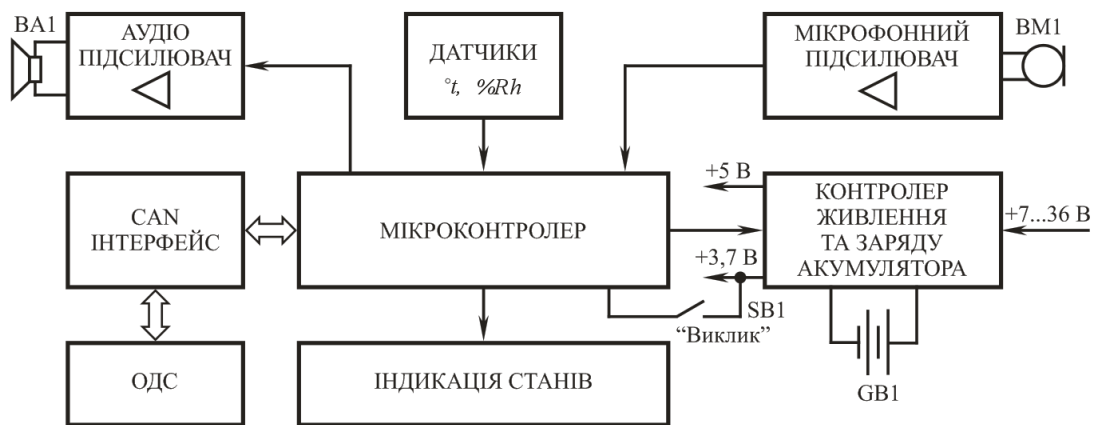 BA1
АУДІО
ПІДСИЛЮВАЧ
ДАТЧИКИ
°t, %Rh
МІКРОФОННИЙ
ПІДСИЛЮВАЧ
BM1
CAN
ІНТЕРФЕЙС
МІКРОКОНТРОЛЕР
+5 В
+3,7 В
КОНТРОЛЕР
ЖИВЛЕННЯ
ТА ЗАРЯДУ
АКУМУЛЯТОРА
+7...36 В
SB1
“Виклик”
ОДС
ІНДИКАЦІЯ СТАНІВ
GB1